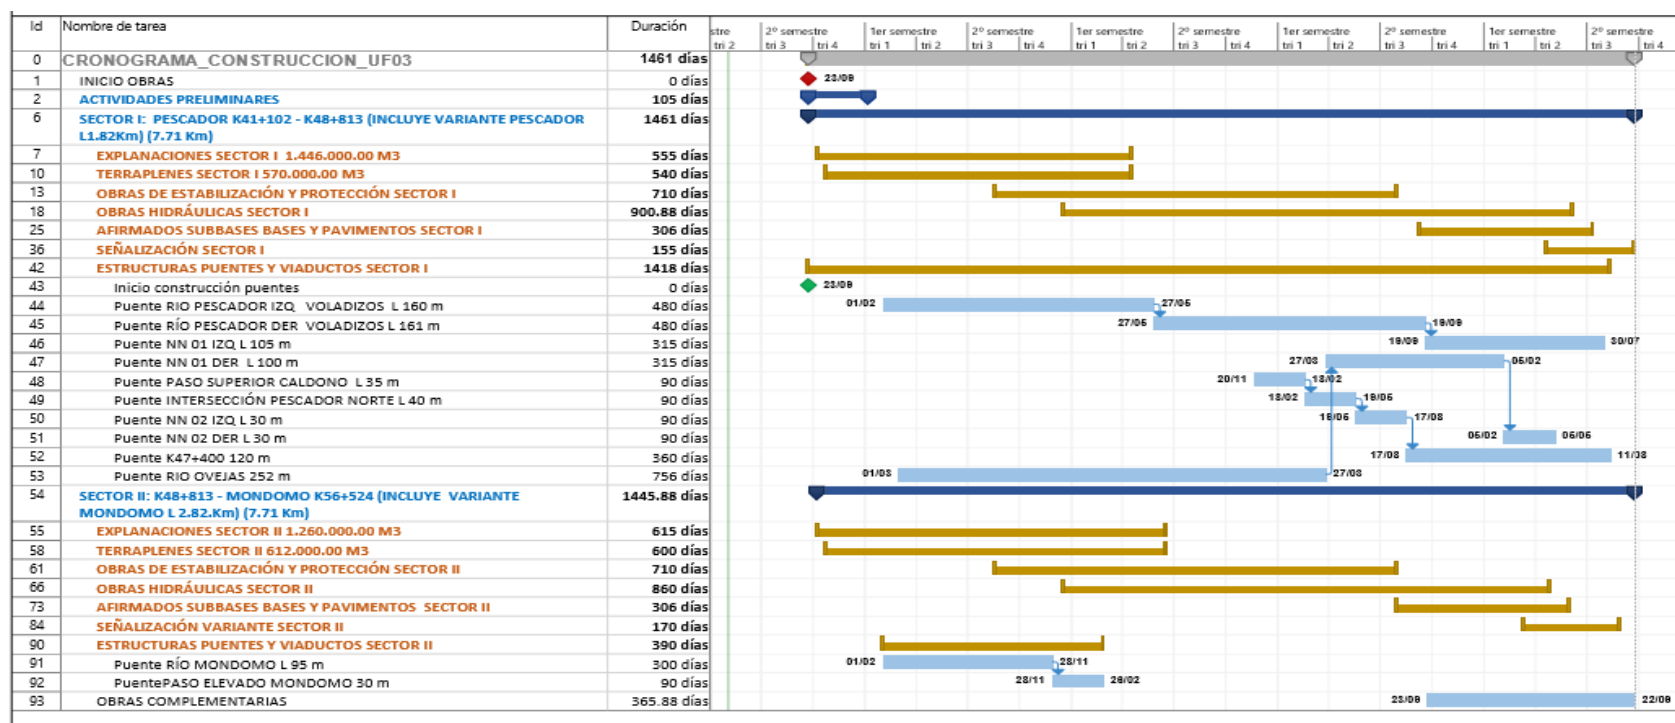 Id Nombre de tarea Duración stre 2º semestre 1er semestre 2º semestre 1er semestre 2º semestre 1er semestre 2º semestre 1er semestre 2º semestre
tri 2 tri 3 tri 4 tri 1 tri 2 tri 3 tri 4 tri 1 tri 2 tri 3 tri 4 tri 1 tri 2 tri 3 tri 4 tri 1 tri 2 tri 3 tri 4
0 CRONOGRAMA_CONSTRUCCION_UF03 1461 días
1 INICIO OBRAS 0 días 23/09
2 ACTIVIDADES PRELIMINARES 105 días
6 SECTOR I: PESCADOR K41+102 - K48+813 (INCLUYE VARIANTE PESCADOR 1461 días
L1.82Km) (7.71 Km)
7 EXPLANACIONES SECTOR I 1.446.000.00 M3 555 días
10 TERRAPLENES SECTOR I 570.000.00 M3 540 días
13 OBRAS DE ESTABILIZACIÓN Y PROTECCIÓN SECTOR I 710 días
18 OBRAS HIDRÁULICAS SECTOR I 900.88 días
25 AFIRMADOS SUBBASES BASES Y PAVIMENTOS SECTOR I 306 días
36 SEÑALIZACIÓN SECTOR I 155 días
42 ESTRUCTURAS PUENTES Y VIADUCTOS SECTOR I 1418 días
43 Inicio construcción puentes 0 días 23/09
44 Puente RIO PESCADOR IZQ VOLADIZOS L 160 m 480 días 01/02 27/05
45 Puente RÍO PESCADOR DER VOLADIZOS L 161 m 480 días 27/05 19/09
46 Puente NN 01 IZQ L 105 m 315 días 19/09 30/07
47 Puente NN 01 DER L 100 m 315 días 27/03 05/02
48 Puente PASO SUPERIOR CALDONO L 35 m 90 días 20/11 18/02
49 Puente INTERSECCIÓN PESCADOR NORTE L 40 m 90 días 18/02 19/05
50 Puente NN 02 IZQ L 30 m 90 días 19/05 17/08
51 Puente NN 02 DER L 30 m 90 días 05/02 06/05
52 Puente K47+400 120 m 360 días 17/08 11/08
53 Puente RIO OVEJAS 252 m 756 días 01/03 27/03
54 SECTOR II: K48+813 - MONDOMO K56+524 (INCLUYE VARIANTE 1445.88 días
MONDOMO L 2.82.Km) (7.71 Km)
55 EXPLANACIONES SECTOR II 1.260.000.00 M3 615 días
58 TERRAPLENES SECTOR II 612.000.00 M3 600 días
61 OBRAS DE ESTABILIZACIÓN Y PROTECCIÓN SECTOR II 710 días
66 OBRAS HIDRÁULICAS SECTOR II 860 días
73 AFIRMADOS SUBBASES BASES Y PAVIMENTOS SECTOR II 306 días
84 SEÑALIZACIÓN VARIANTE SECTOR II 170 días
90 ESTRUCTURAS PUENTES Y VIADUCTOS SECTOR II 390 días
91 Puente RÍO MONDOMO L 95 m 300 días 01/02 28/11
92 PuentePASO ELEVADO MONDOMO 30 m 90 días 28/11 26/02
93 OBRAS COMPLEMENTARIAS 365.88 días 23/09 22/09